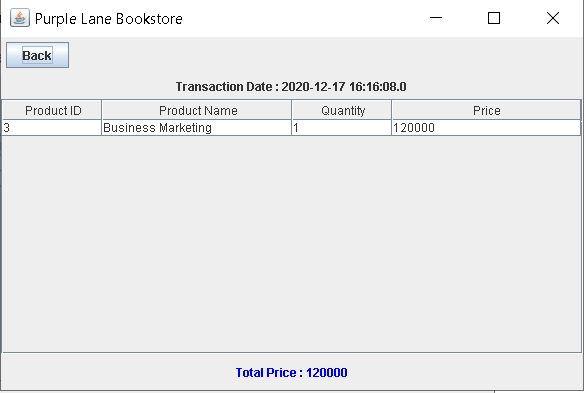 Purple Lane Bookstore
Back
Transaction Date : 2020-12-17 16:16:08.0
Product ID Product Name Quantity Price
3 Business Marketing 1 120000
Total Price : 120000